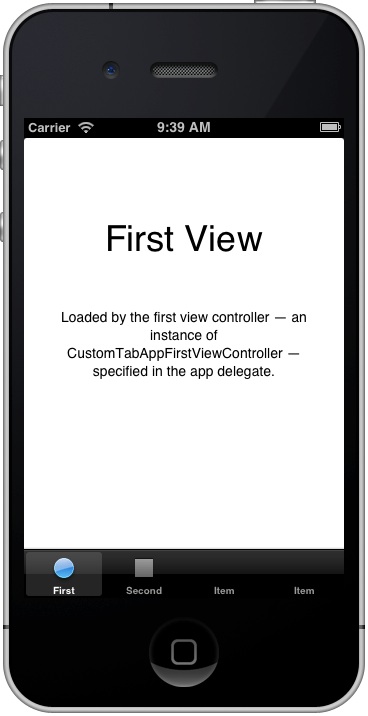 Carrier 9:39 AM
First View
Loaded by the first view controller — an
instance of
CustomTabAppFirstViewController —
specified in the app delegate.
First Second Item Item